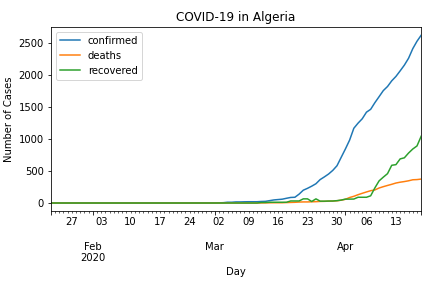 COVID-19 in Algeria
confirmed
deaths
recovered
2500
2000
1500
1000
500
0
Number of Cases
27 03 10 17 24 02 09 16 23 30 06 13
Feb Mar Apr
2020
Day